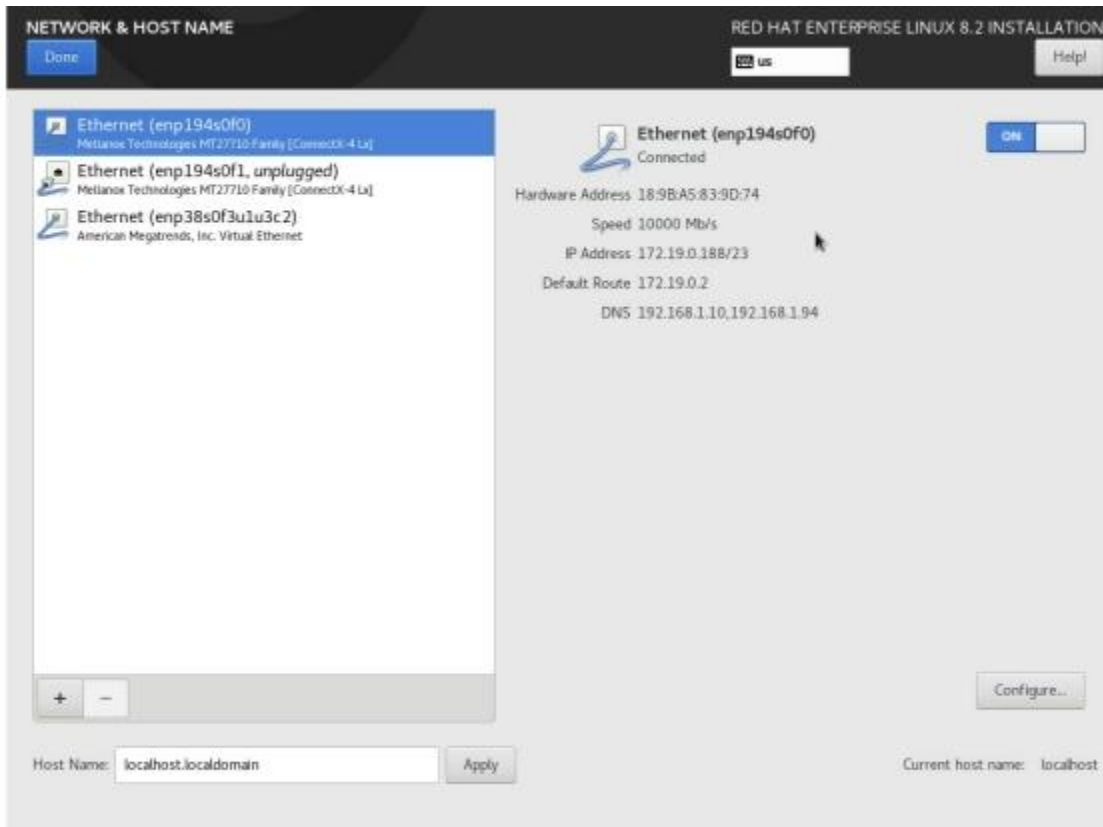 NETWORK & HOST NAME
RED HAT ENTERPRISE LINUX 8.2 INSTALLATION
Done
us
Help!
Ethernet (enp194s0f0)
Mellanox Technologies MT27710 Family [ConnectX-4 Lx]
Ethernet (enp194s0f1, unplugged)
Mellanox Technologies MT27710 Family [ConnectX-4 Lx]
Ethernet (enp38s0f3u1u3c2)
American Megatrends, Inc. Virtual Ethernet
Ethernet (enp194s0f0)
Connected
ON
Hardware Address 18:9B:A5:83:9D:74
Speed 10000 Mb/s
IP Address 172.19.0.188/23
Default Route 172.19.0.2
DNS 192.168.1.10,192.168.1.94
+ −
Configure...
Host Name: localhost.localdomain
Apply
Current host name: localhost